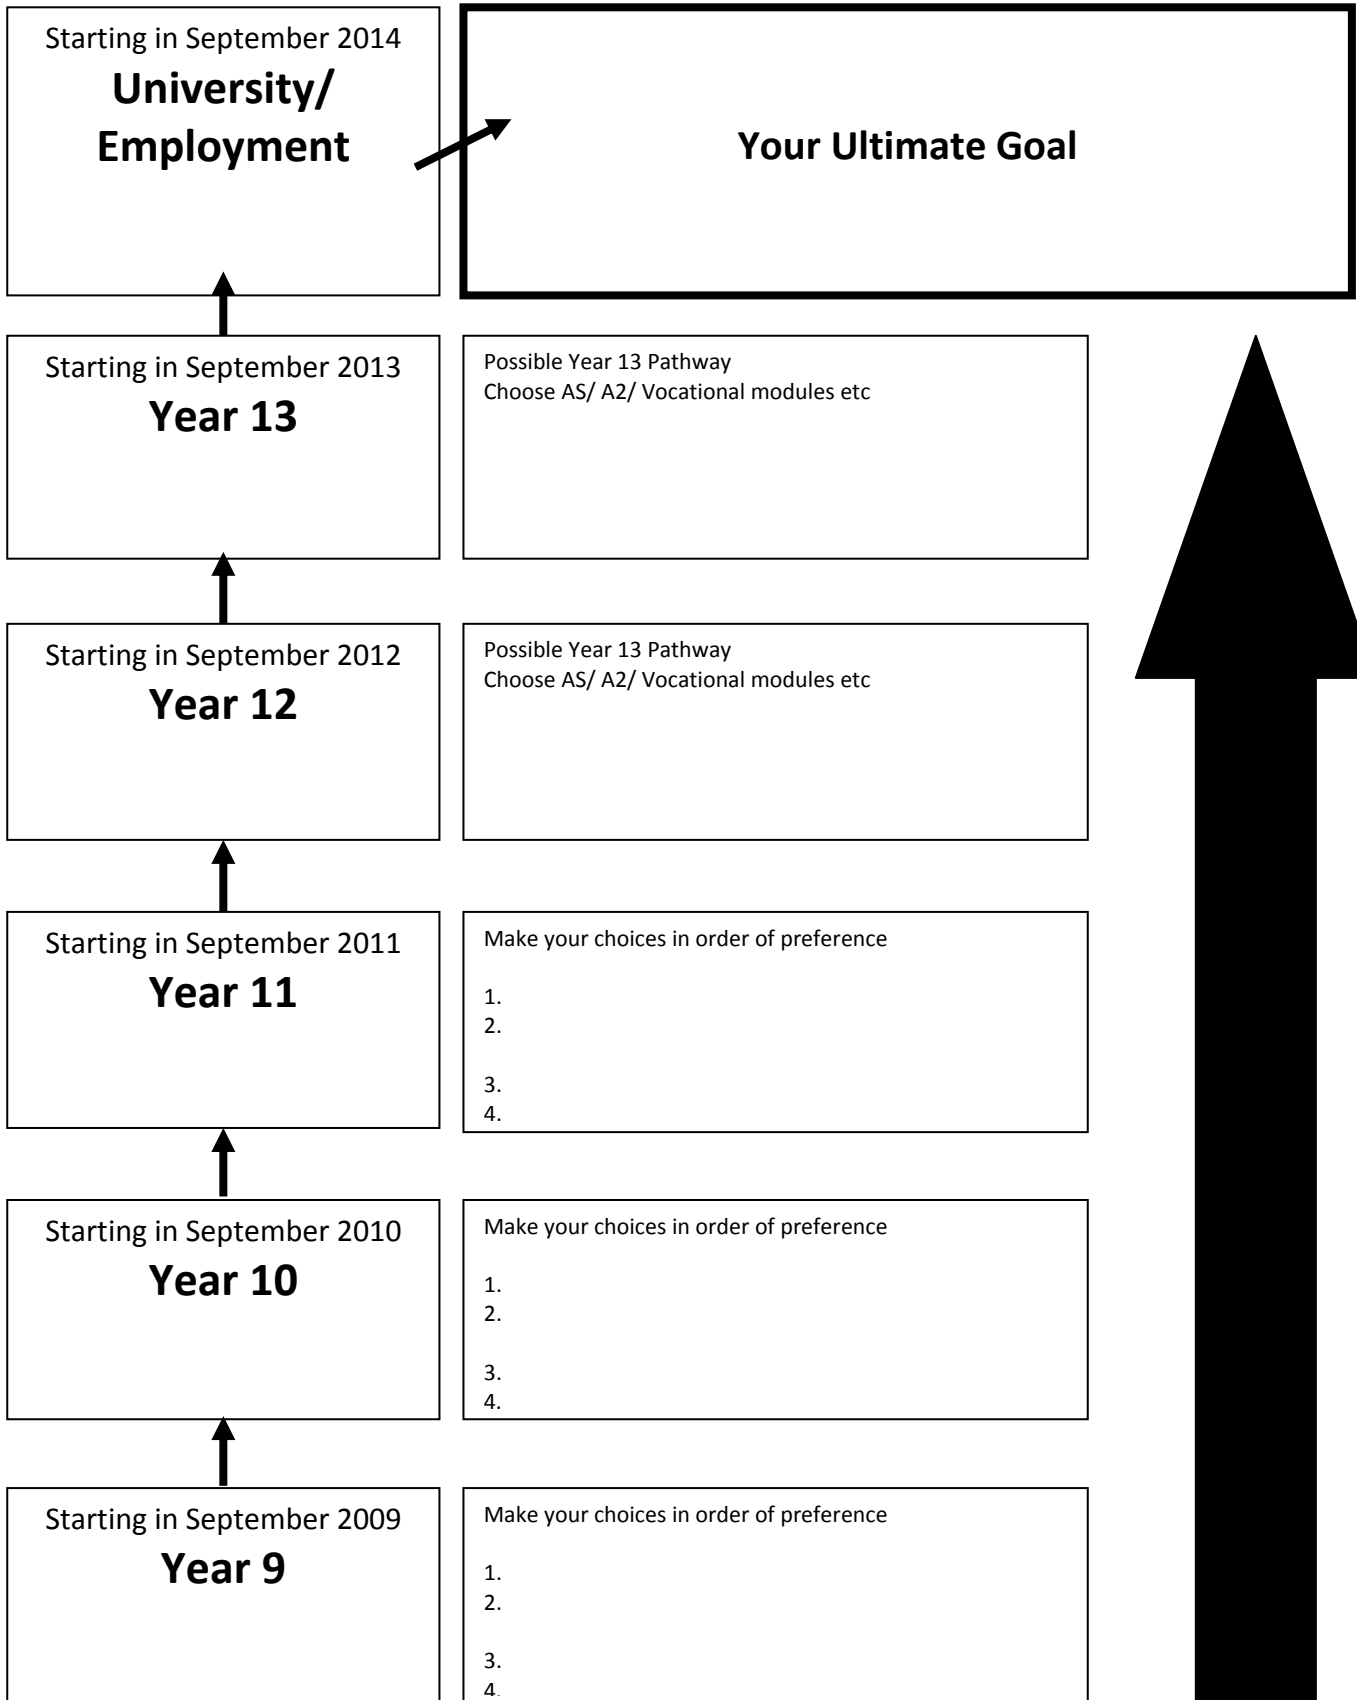 Starting in September 2014
University/
Employment
Your Ultimate Goal
Starting in September 2013
Year 13
Possible Year 13 Pathway
Choose AS/ A2/ Vocational modules etc
Starting in September 2012
Year 12
Possible Year 13 Pathway
Choose AS/ A2/ Vocational modules etc
Starting in September 2011
Year 11
Make your choices in order of preference
1.
2.
3.
4.
Starting in September 2010
Year 10
Make your choices in order of preference
1.
2.
3.
4.
Starting in September 2009
Year 9
Make your choices in order of preference
1.
2.
3.
4.